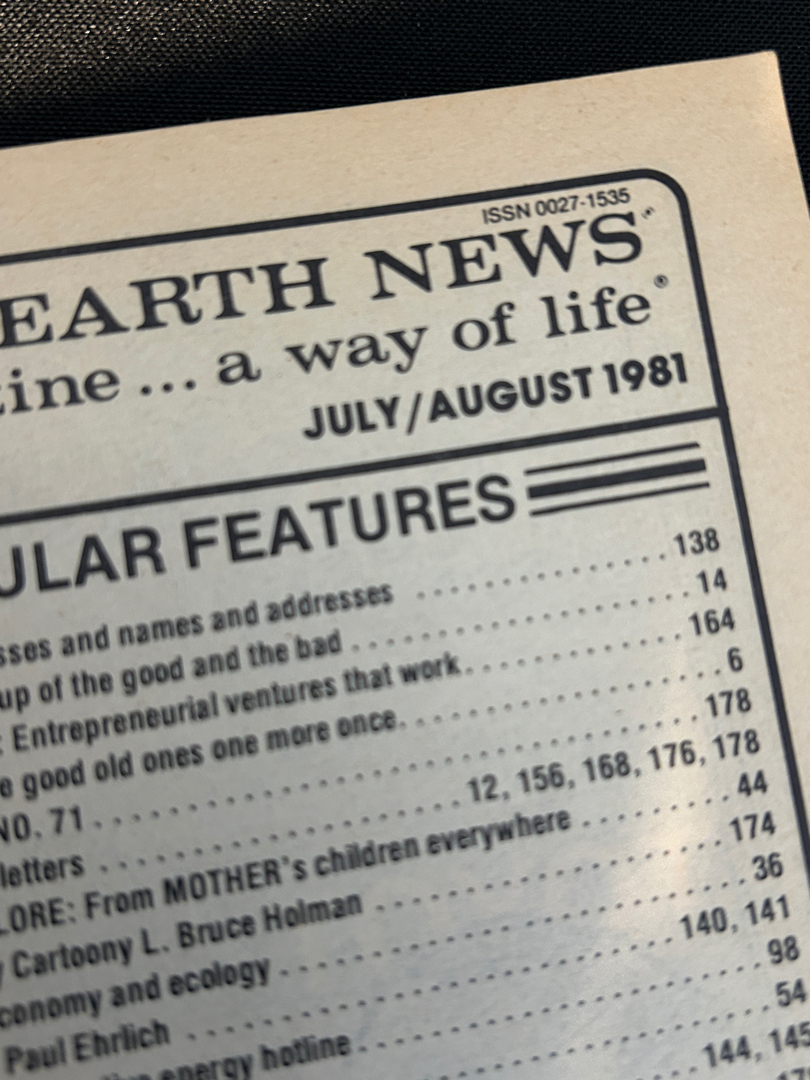 ISSN 0027-1535
EARTH NEWS
zine ... a way of life®
JULY/AUGUST 1981
ULAR FEATURES
sses and names and addresses .................. 138
up of the good and the bad .................. 14
: Entrepreneurial ventures that work .................. 164
e good old ones one more once .................. 6
NO. 71 .................. 178
letters .................. 12, 156, 168, 176, 178
LORE: From MOTHER's children everywhere .......... 44
Cartoony L. Bruce Holman .................. 174
conomy and ecology .................. 36
Paul Ehrlich .................. 140, 141
energy hotline .................. 98
54
144, 145